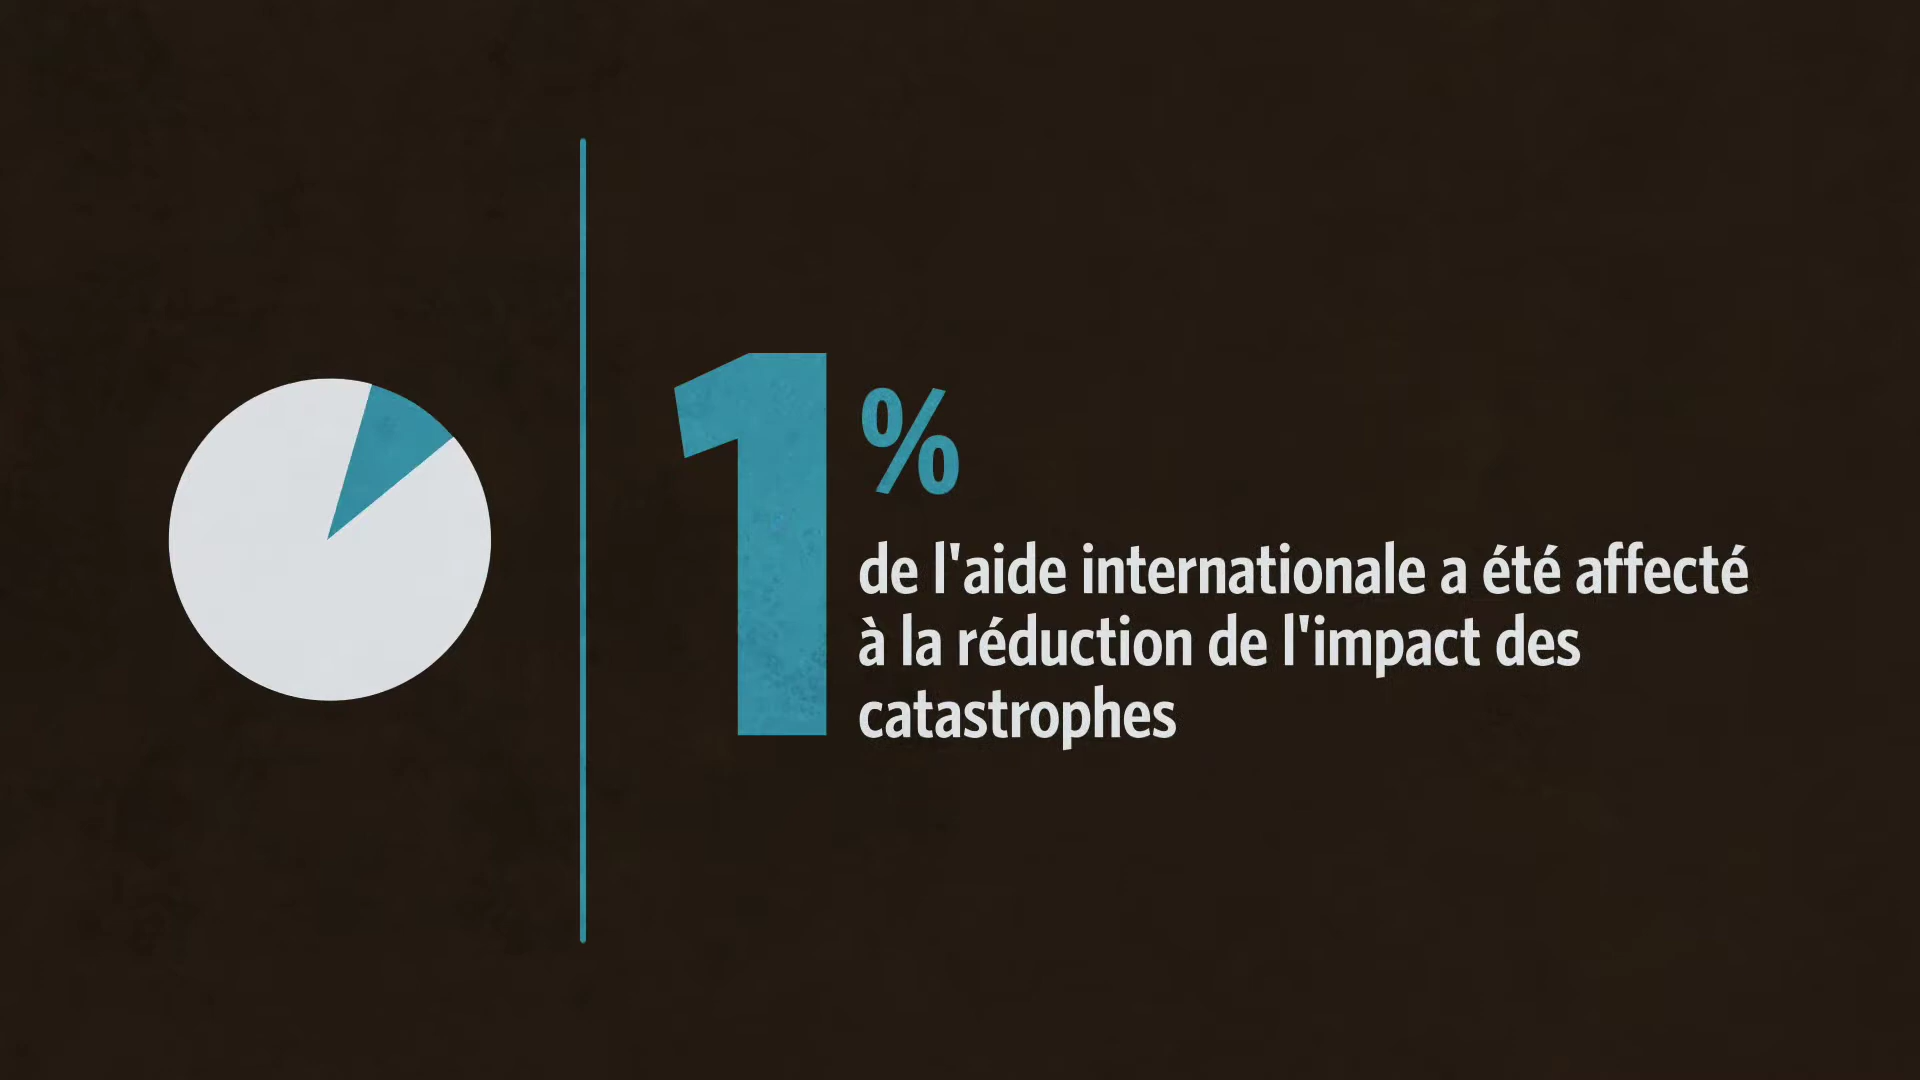 1%
de l'aide internationale a été affecté
à la réduction de l'impact des
catastrophes